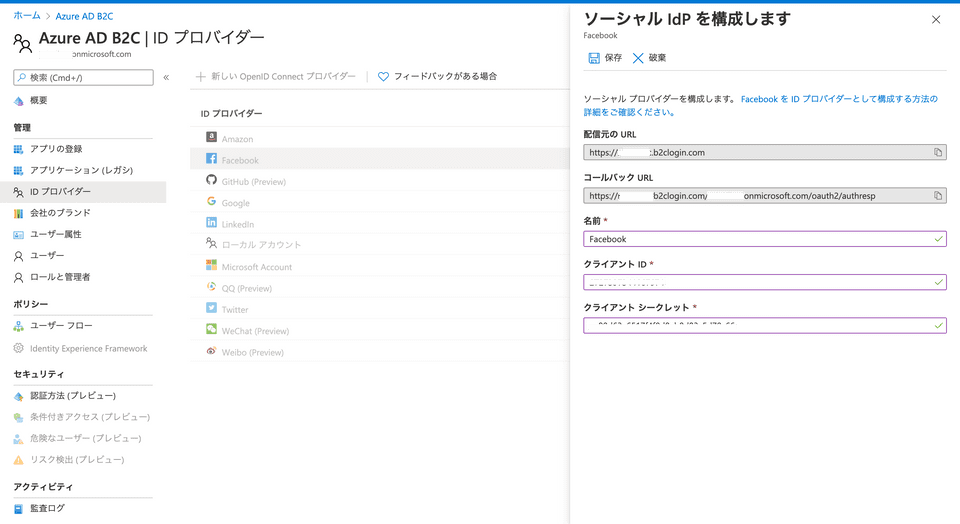 ホーム > Azure AD B2C
Azure AD B2C | ID プロバイダー
onmicrosoft.com
検索 (Cmd+/)
概要
管理
アプリの登録
アプリケーション (レガシ)
ID プロバイダー
会社のブランド
ユーザー属性
ユーザー
ロールと管理者
ポリシー
ユーザー フロー
Identity Experience Framework
セキュリティ
認証方法 (プレビュー)
条件付きアクセス (プレビュー)
危険なユーザー (プレビュー)
リスク検出 (プレビュー)
アクティビティ
監査ログ
新しい OpenID Connect プロバイダー
フィードバックがある場合
ID プロバイダー
Amazon
Facebook
GitHub (Preview)
Google
LinkedIn
ローカル アカウント
Microsoft Account
QQ (Preview)
Twitter
WeChat (Preview)
Weibo (Preview)
ソーシャル IdP を構成します
Facebook
保存
破棄
ソーシャル プロバイダーを構成します。 Facebook を ID プロバイダーとして構成する方法の
詳細をご確認ください。
配信元の URL
https:// .b2clogin.com
コールバック URL
https:// b2clogin.com/ onmicrosoft.com/oauth2/authresp
名前 *
Facebook
クライアント ID *
クライアント シークレット *